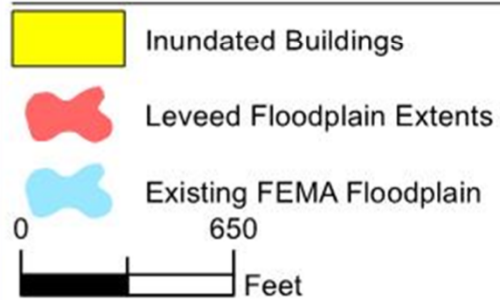 Inundated Buildings
Leveed Floodplain Extents
Existing FEMA Floodplain
0 650
Feet